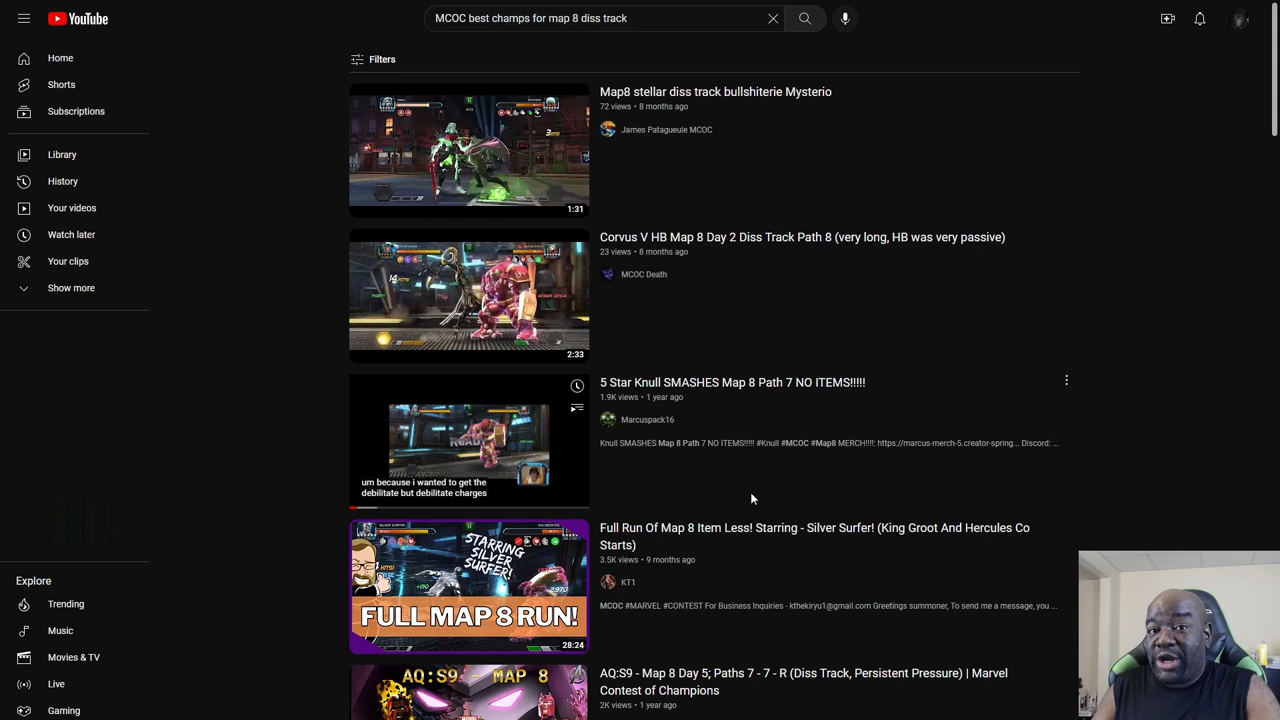 YouTube
MCOC best champs for map 8 diss track
Home
Shorts
Subscriptions
Library
History
Your videos
Watch later
Your clips
Show more
Explore
Trending
Music
Movies & TV
Live
Gaming
Filters
1:31
Map8 stellar diss track bullshiterie Mysterio
72 views • 8 months ago
James Patagueule MCOC
2:33
Corvus V HB Map 8 Day 2 Diss Track Path 8 (very long, HB was very passive)
23 views • 8 months ago
MCOC Death
READY
um because i wanted to get the
debilitate but debilitate charges
5 Star Knull SMASHES Map 8 Path 7 NO ITEMS!!!!!
1.9K views • 1 year ago
Marcuspack16
Knull SMASHES Map 8 Path 7 NO ITEMS!!!!! #Knull #MCOC #Map8 MERCH!!!!: https://marcus-merch-5.creator-spring... Discord: ...
STARRING
SILVER
SURFER!
FULL MAP 8 RUN!
28:24
Full Run Of Map 8 Item Less! Starring - Silver Surfer! (King Groot And Hercules Co
Starts)
3.5K views • 9 months ago
KT1
MCOC #MARVEL #CONTEST For Business Inquiries - kthekiryu1@gmail.com Greetings summoner, To send me a message, you ...
AQ:S9 - MAP 8
AQ:S9 - Map 8 Day 5; Paths 7 - 7 - R (Diss Track, Persistent Pressure) | Marvel
Contest of Champions
2K views • 1 year ago